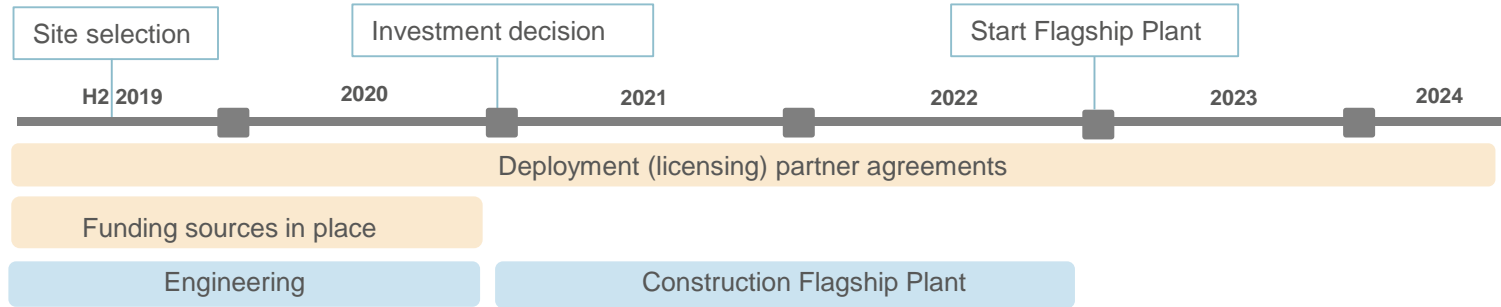 Site selection
Investment decision
Start Flagship Plant
H2 2019
2020
2021
2022
2023
2024
Deployment (licensing) partner agreements
Funding sources in place
Engineering
Construction Flagship Plant